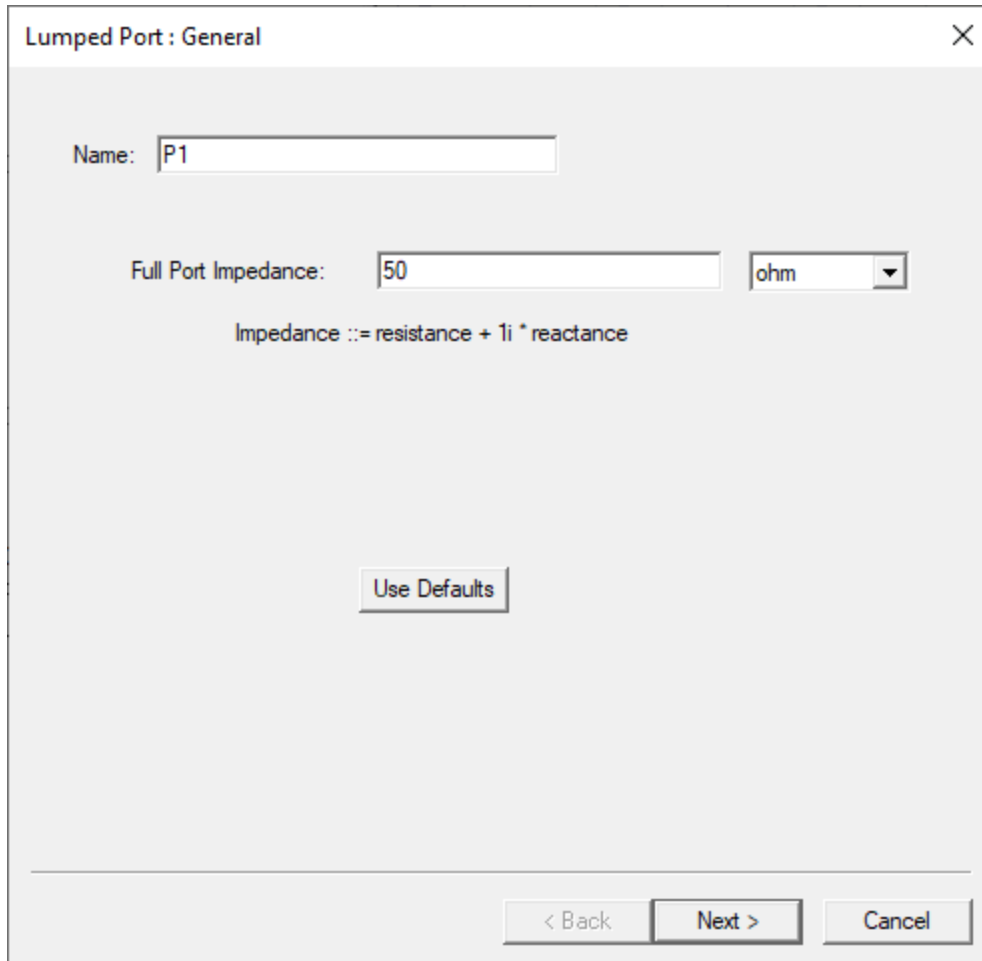 Lumped Port : General
Name: P1
Full Port Impedance: 50 ohm
Impedance ::= resistance + 1i * reactance
Use Defaults
< Back Next > Cancel